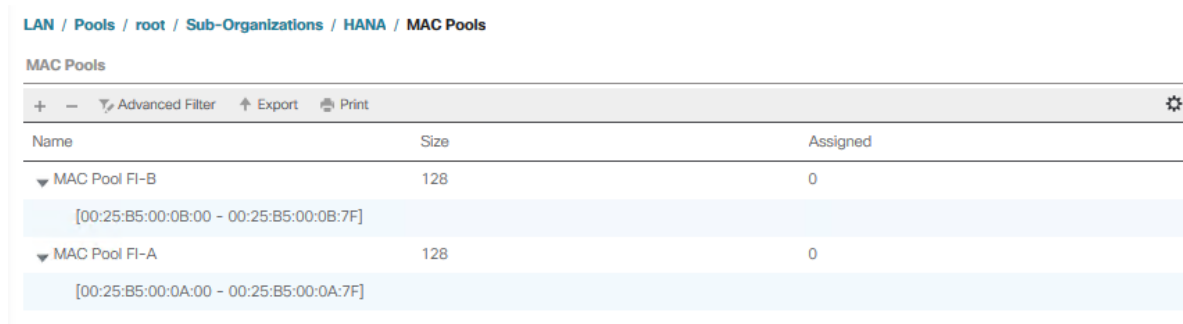 LAN / Pools / root / Sub-Organizations / HANA / MAC Pools
MAC Pools
+ − Advanced Filter Export Print
Name Size Assigned
MAC Pool FI-B 128 0
[00:25:B5:00:0B:00 - 00:25:B5:00:0B:7F]
MAC Pool FI-A 128 0
[00:25:B5:00:0A:00 - 00:25:B5:00:0A:7F]